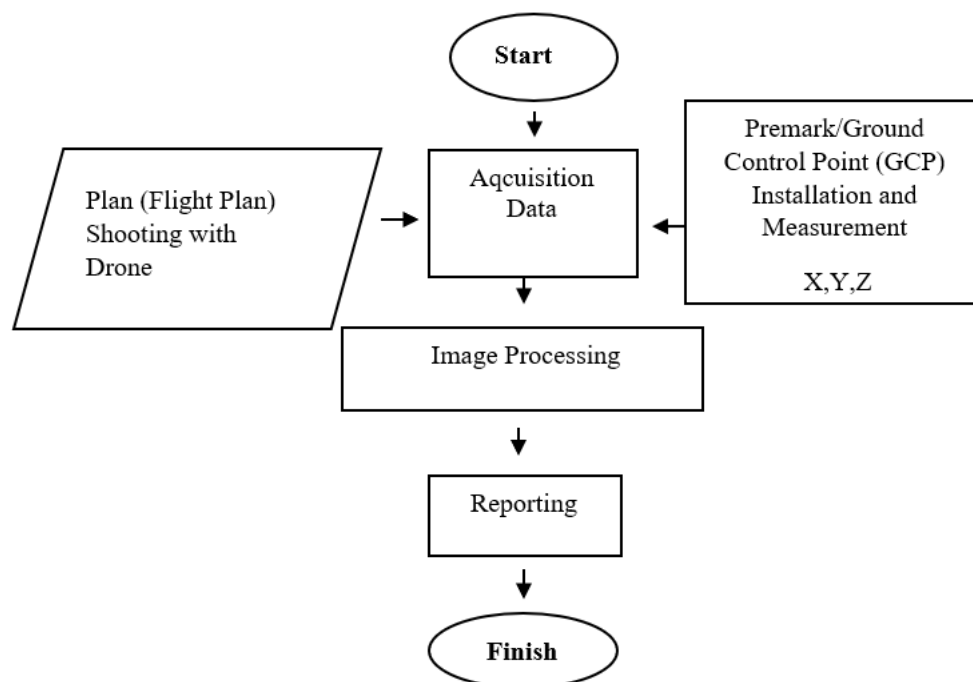 Start
Premark/Ground
Control Point (GCP)
Installation and
Measurement
X,Y,Z
Aqcuisition
Data
Plan (Flight Plan)
Shooting with
Drone
Image Processing
Reporting
Finish